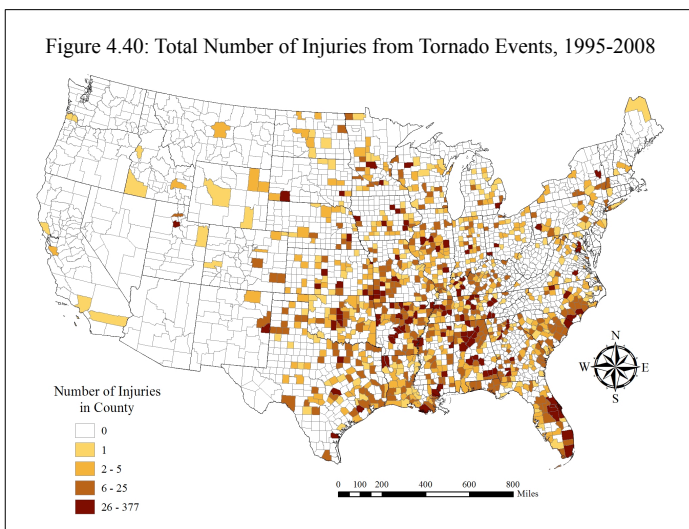 Figure 4.40: Total Number of Injuries from Tornado Events, 1995-2008
N
W E
S
Number of Injuries
in County
0
1
2 - 5
6 - 25
26 - 377
0 100 200 400 600 800
Miles